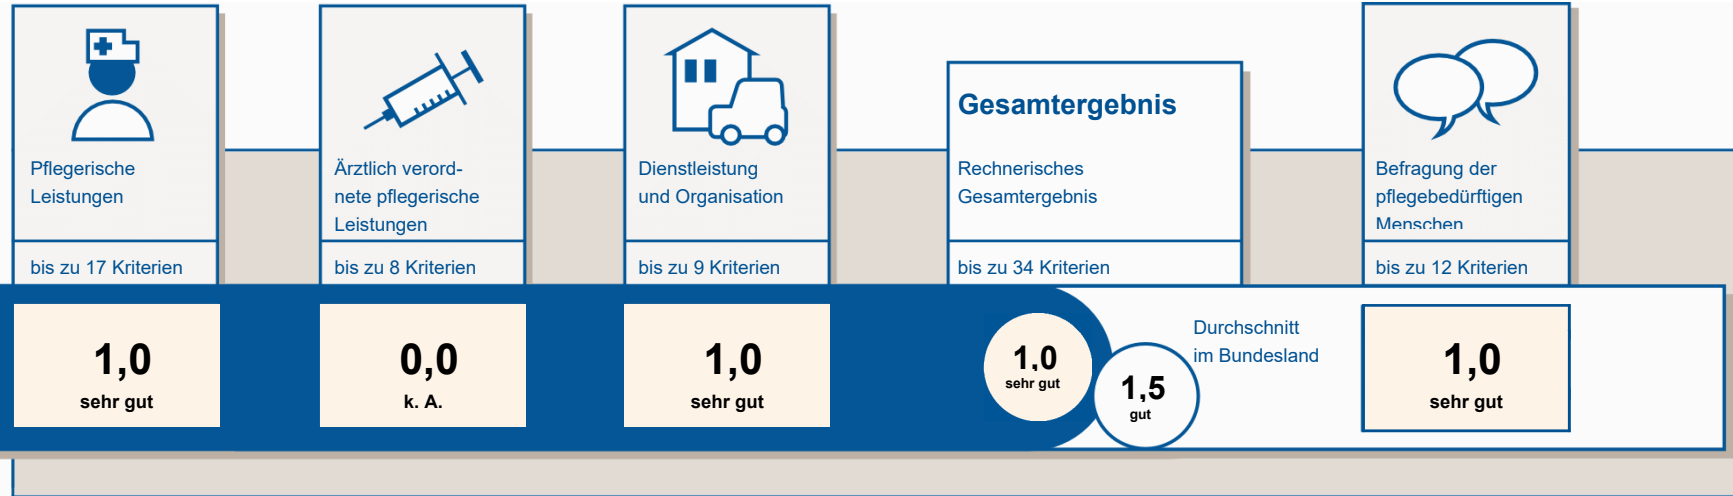 Pflegerische
Leistungen
bis zu 17 Kriterien
1,0
sehr gut
Ärztlich verord-
nete pflegerische
Leistungen
bis zu 8 Kriterien
0,0
k. A.
Dienstleistung
und Organisation
bis zu 9 Kriterien
1,0
sehr gut
Gesamtergebnis
Rechnerisches
Gesamtergebnis
bis zu 34 Kriterien
1,0
sehr gut
1,5
gut
Durchschnitt
im Bundesland
Befragung der
pflegebedürftigen
Menschen
bis zu 12 Kriterien
1,0
sehr gut